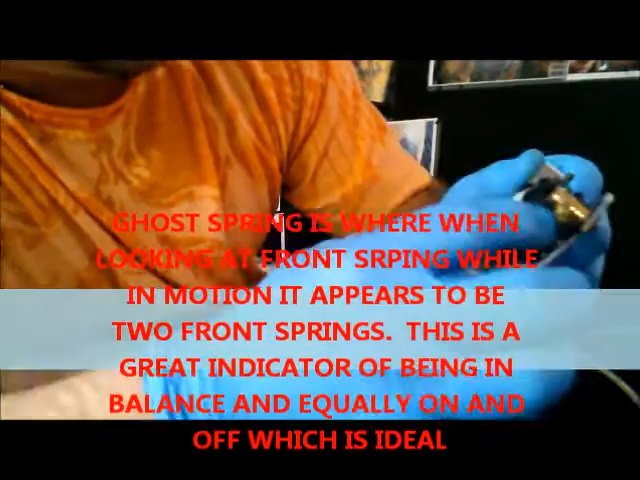 GHOST SPRING IS WHERE WHEN
LOOKING AT FRONT SRPING WHILE
IN MOTION IT APPEARS TO BE
TWO FRONT SPRINGS. THIS IS A
GREAT INDICATOR OF BEING IN
BALANCE AND EQUALLY ON AND
OFF WHICH IS IDEAL